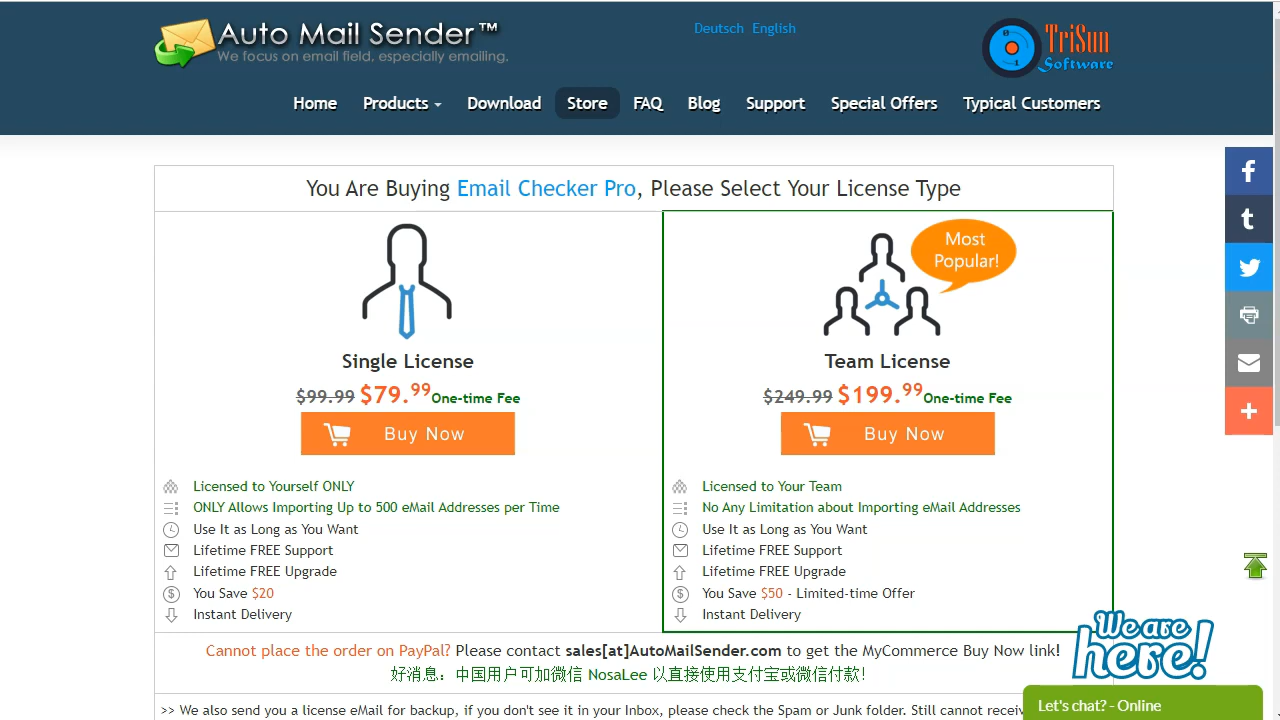 Auto Mail Sender™
We focus on email field, especially emailing.
Deutsch English
TriSun
Software
Home Products Download Store FAQ Blog Support Special Offers Typical Customers
You Are Buying Email Checker Pro, Please Select Your License Type
Single License
$99.99 $79.99 One-time Fee
Buy Now
Licensed to Yourself ONLY
ONLY Allows Importing Up to 500 eMail Addresses per Time
Use It as Long as You Want
Lifetime FREE Support
Lifetime FREE Upgrade
You Save $20
Instant Delivery
Most
Popular!
Team License
$249.99 $199.99 One-time Fee
Buy Now
Licensed to Your Team
No Any Limitation about Importing eMail Addresses
Use It as Long as You Want
Lifetime FREE Support
Lifetime FREE Upgrade
You Save $50 - Limited-time Offer
Instant Delivery
Cannot place the order on PayPal? Please contact sales[at]AutoMailSender.com to get the MyCommerce Buy Now link!
好消息：中国用户可加微信 NosaLee 以直接使用支付宝或微信付款！
>> We also send you a license eMail for backup, if you don't see it in your Inbox, please check the Spam or Junk folder. Still cannot
We are
here!
Let's chat? - Online